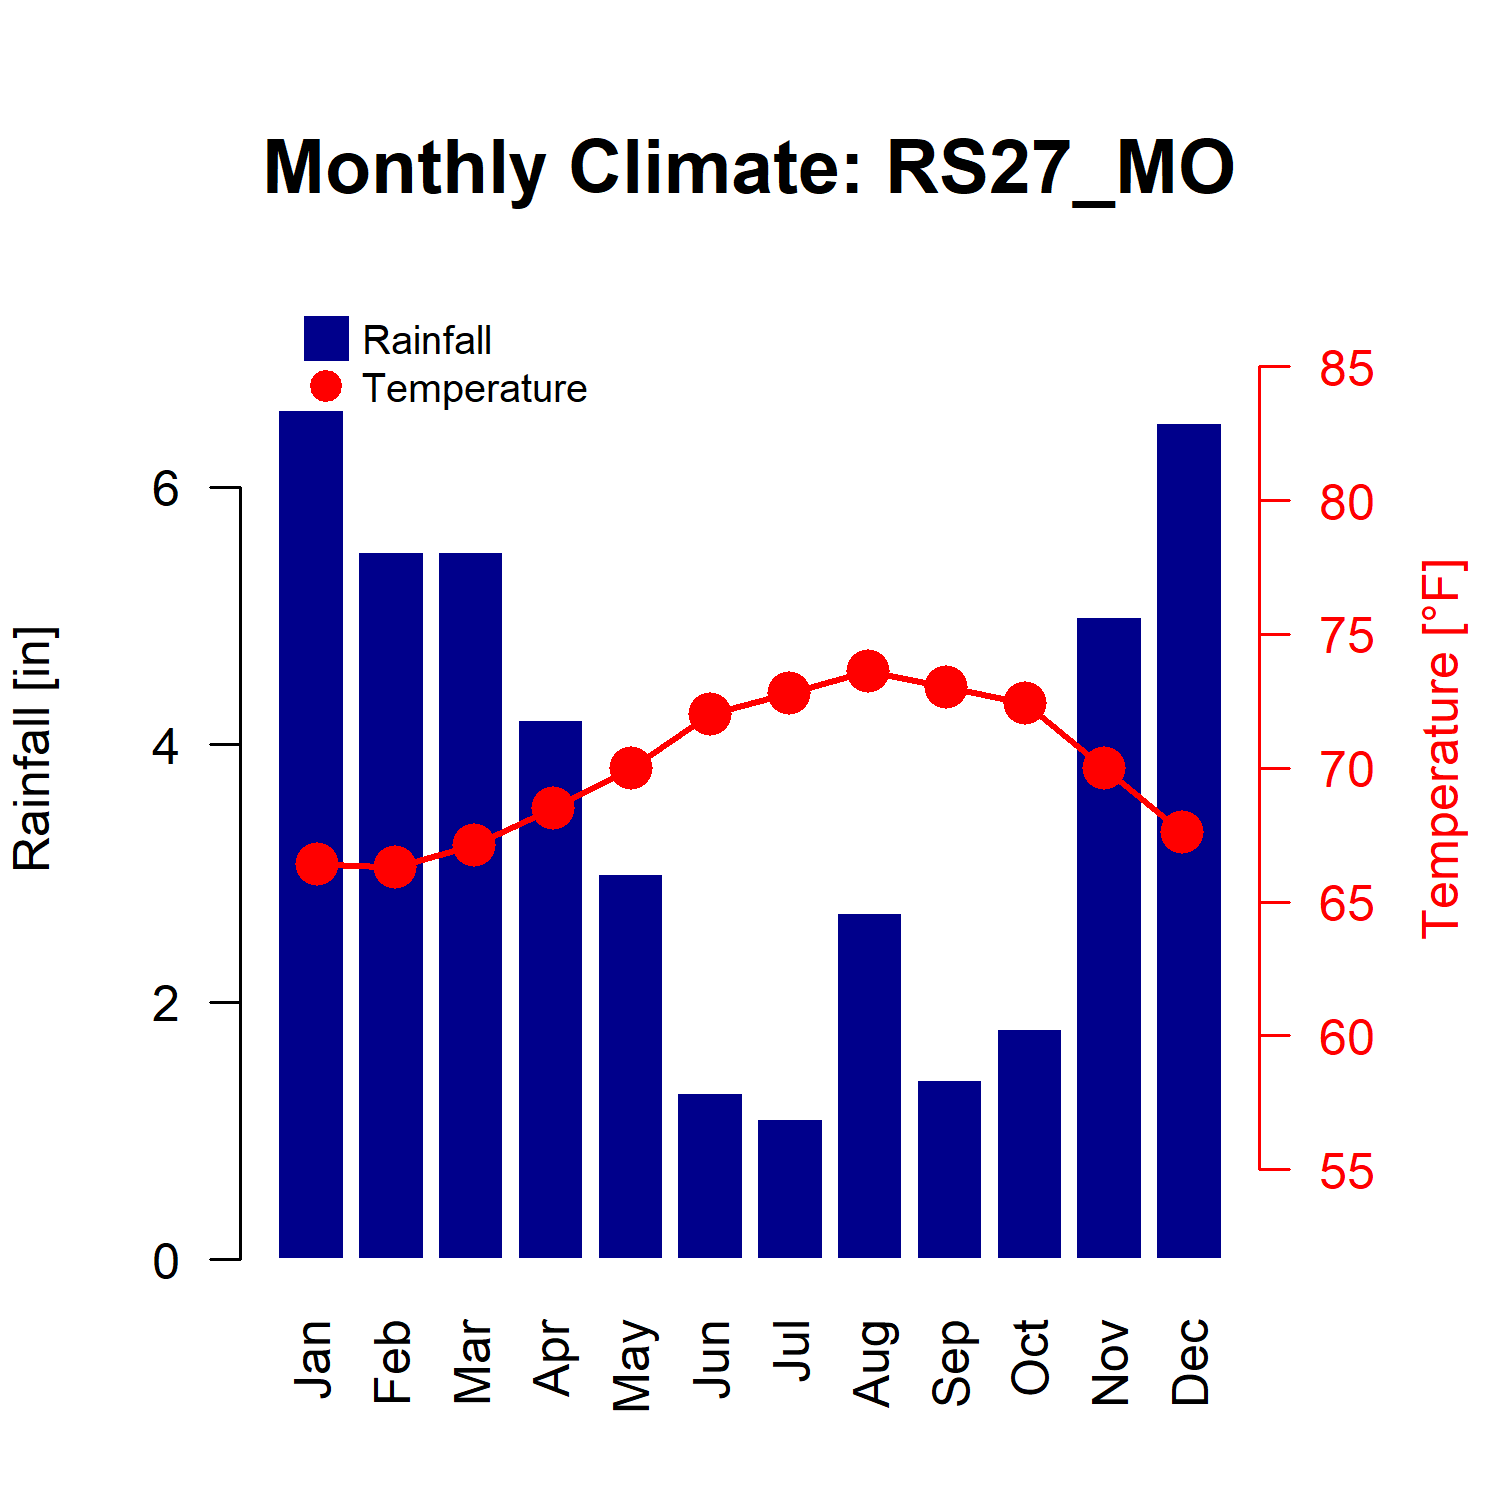 Monthly Climate: RS27_MO
Rainfall
Temperature
Rainfall [in]
6
4
2
0
85
80
75
70
65
60
55
Temperature [°F]
Jan
Feb
Mar
Apr
May
Jun
Jul
Aug
Sep
Oct
Nov
Dec